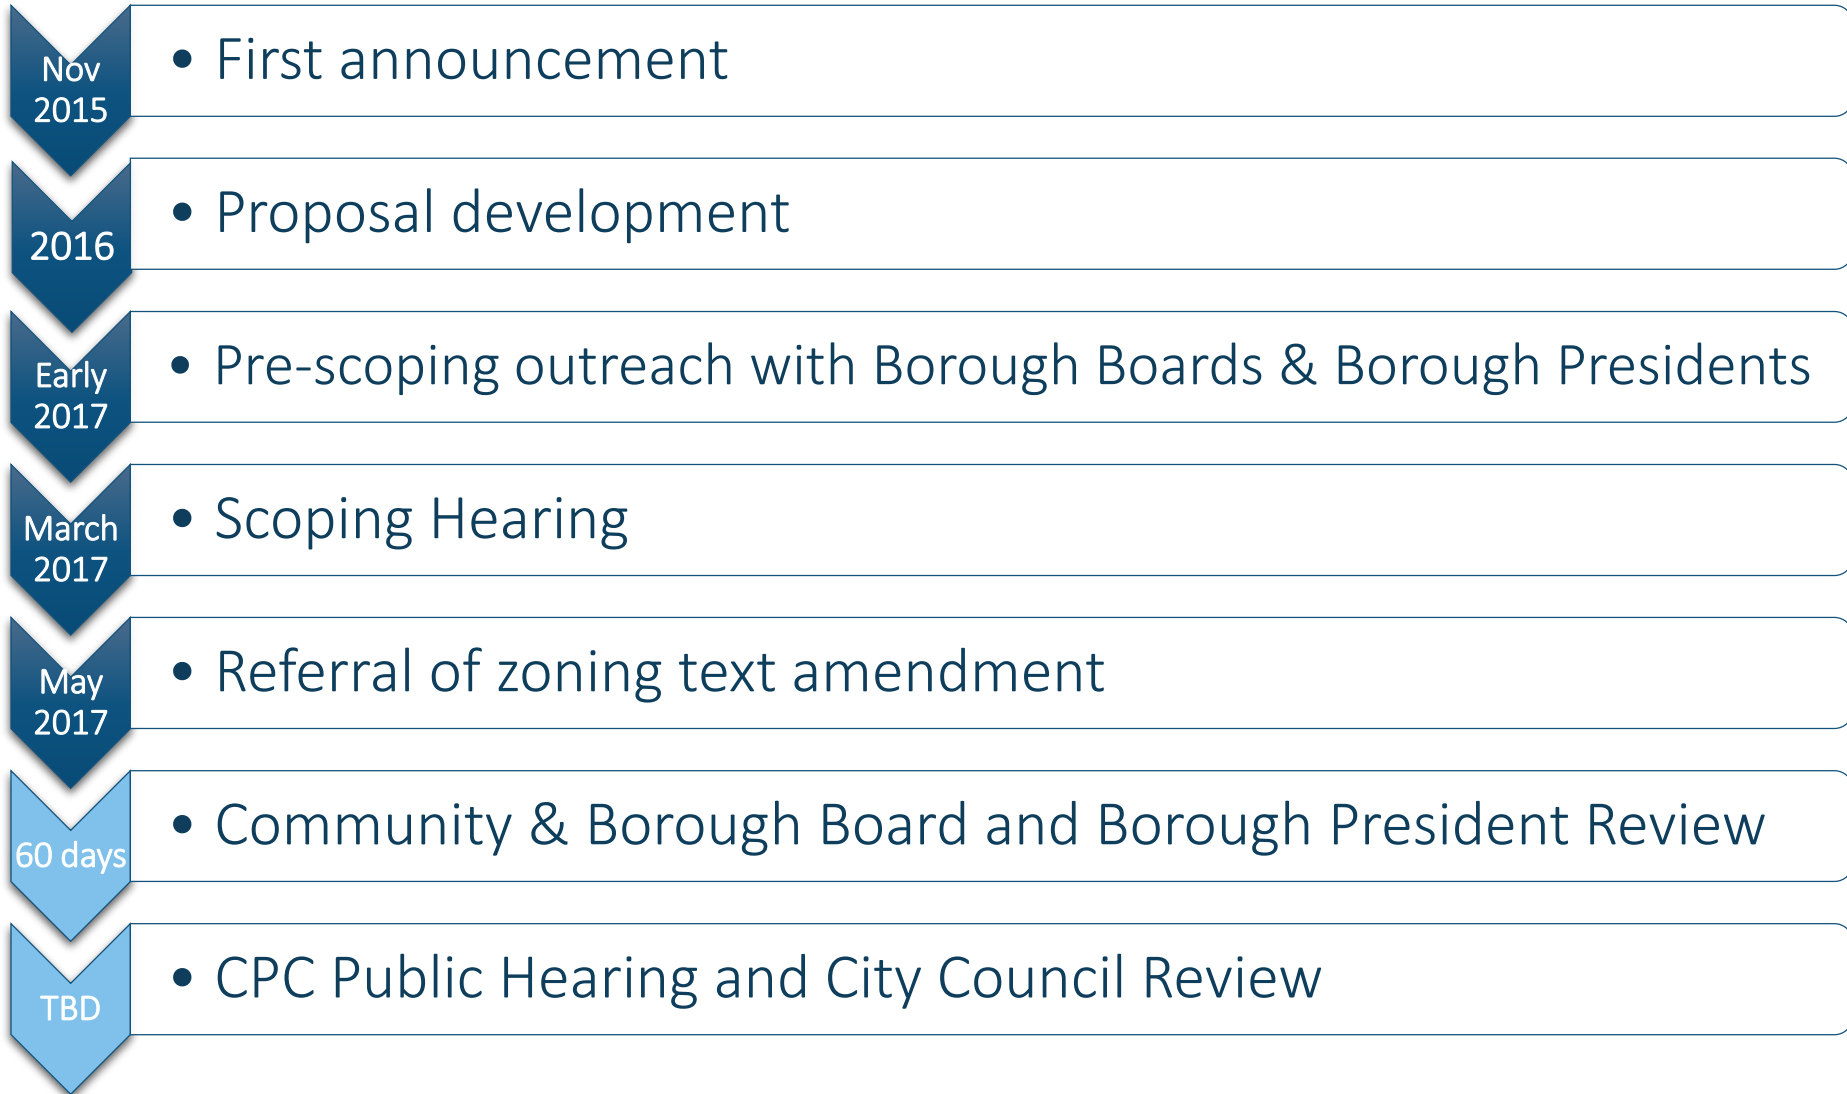 Nov
2015
• First announcement
2016
• Proposal development
Early
2017
• Pre-scoping outreach with Borough Boards & Borough Presidents
March
2017
• Scoping Hearing
May
2017
• Referral of zoning text amendment
60 days
• Community & Borough Board and Borough President Review
TBD
• CPC Public Hearing and City Council Review